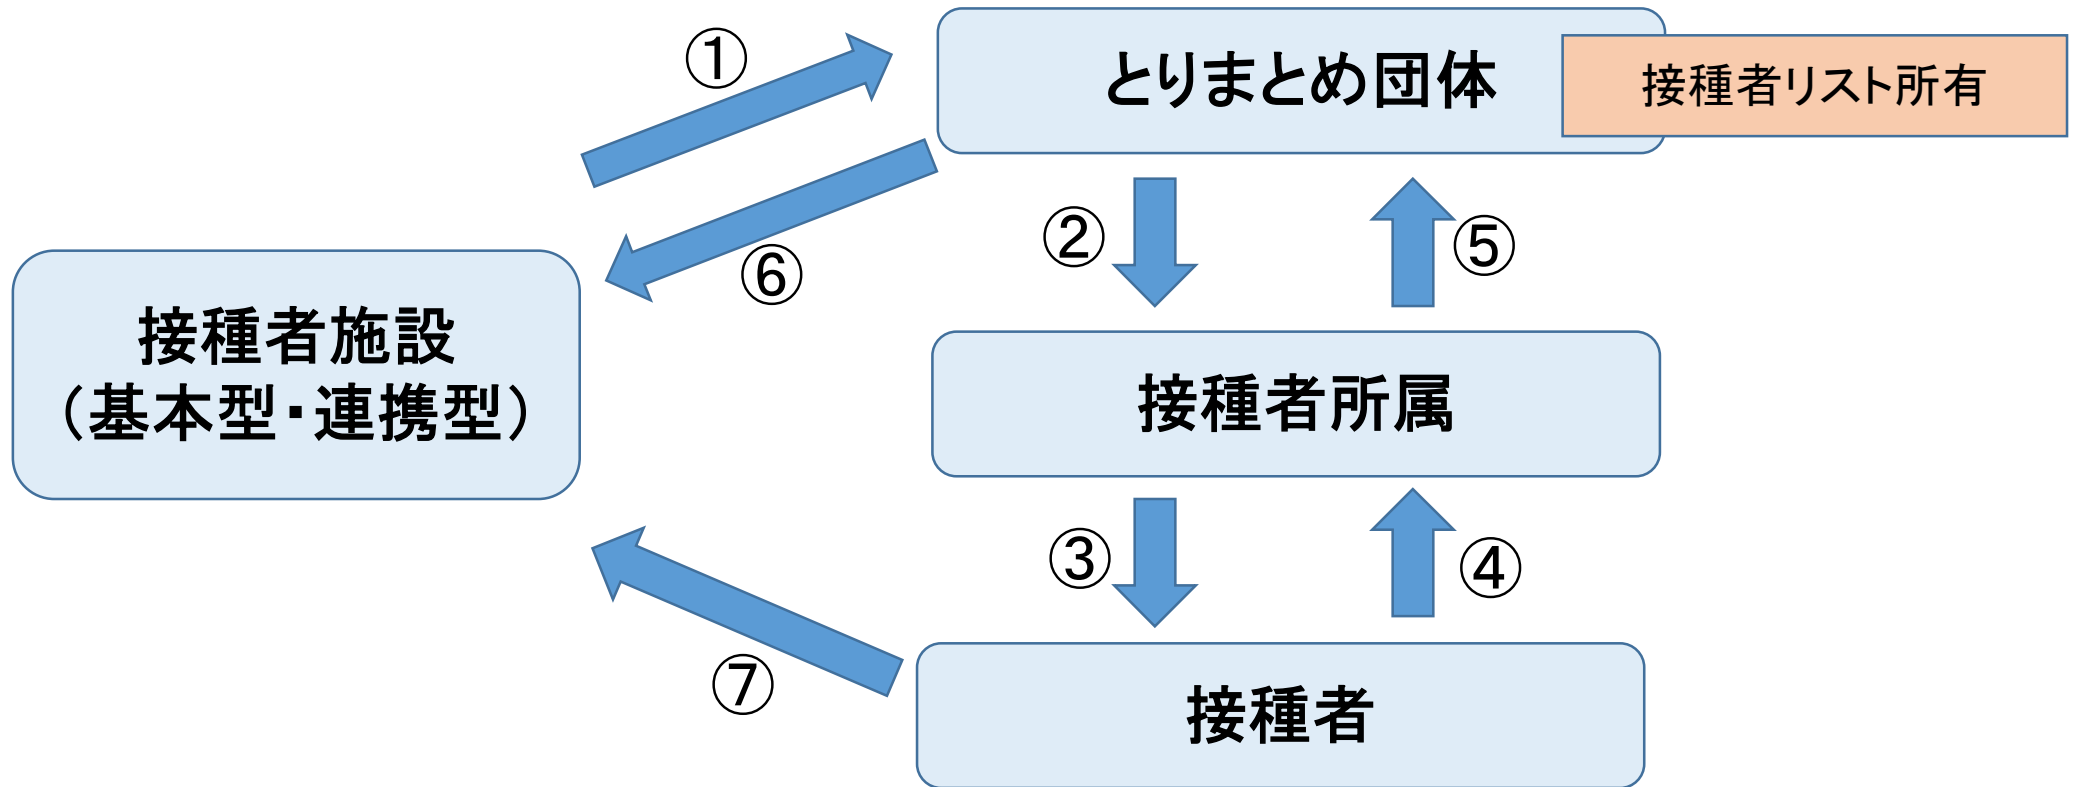 ①
とりまとめ団体
接種者リスト所有
⑥
②
⑤
接種者施設
（基本型・連携型）
接種者所属
③
④
⑦
接種者